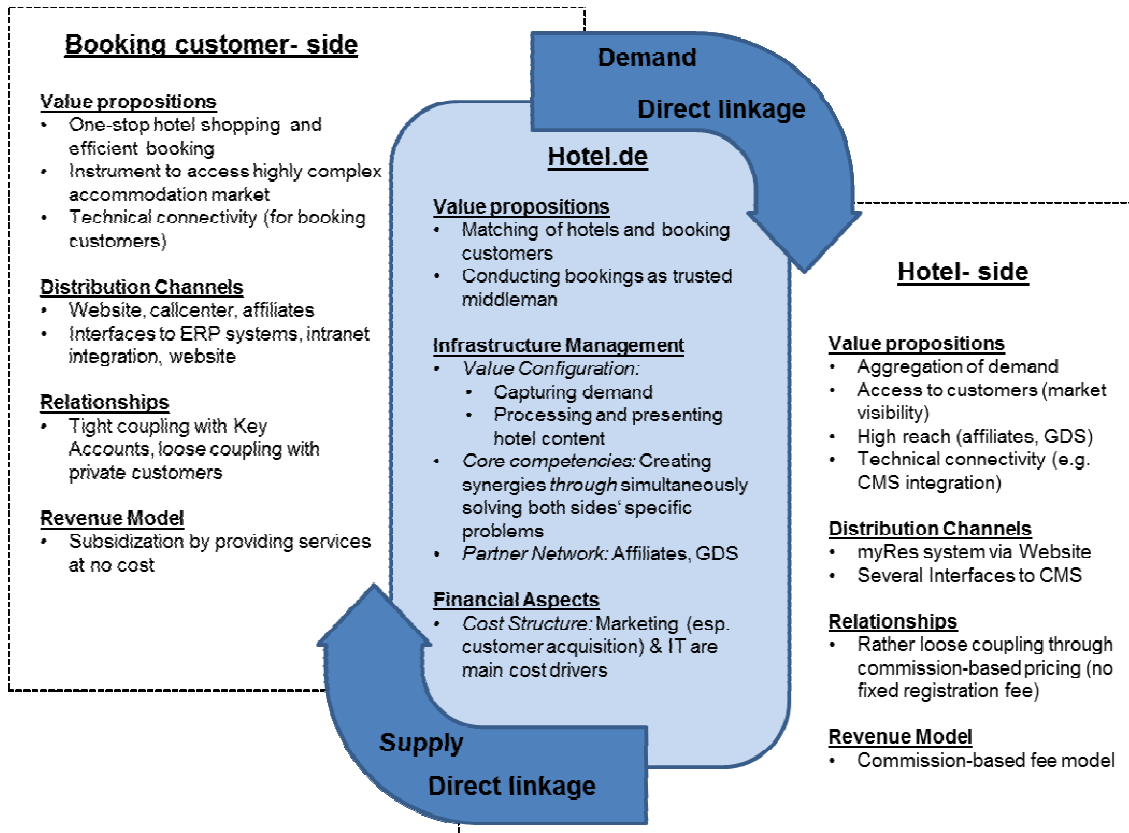 Booking customer- side
Value propositions
• One-stop hotel shopping and
efficient booking
• Instrument to access highly complex
accommodation market
• Technical connectivity (for booking
customers)
Distribution Channels
• Website, callcenter, affiliates
• Interfaces to ERP systems, intranet
integration, website
Relationships
• Tight coupling with Key
Accounts, loose coupling with
private customers
Revenue Model
• Subsidization by providing services
at no cost
Demand
Direct linkage
Hotel.de
Value propositions
• Matching of hotels and booking
customers
• Conducting bookings as trusted
middleman
Infrastructure Management
• Value Configuration:
• Capturing demand
• Processing and presenting
hotel content
• Core competencies: Creating
synergies through simultaneously
solving both sides‘ specific
problems
• Partner Network: Affiliates, GDS
Financial Aspects
• Cost Structure: Marketing (esp.
customer acquisition) & IT are
main cost drivers
Supply
Direct linkage
Hotel- side
Value propositions
• Aggregation of demand
• Access to customers (market
visibility)
• High reach (affiliates, GDS)
• Technical connectivity (e.g.
CMS integration)
Distribution Channels
• myRes system via Website
• Several Interfaces to CMS
Relationships
• Rather loose coupling through
commission-based pricing (no
fixed registration fee)
Revenue Model
• Commission-based fee model